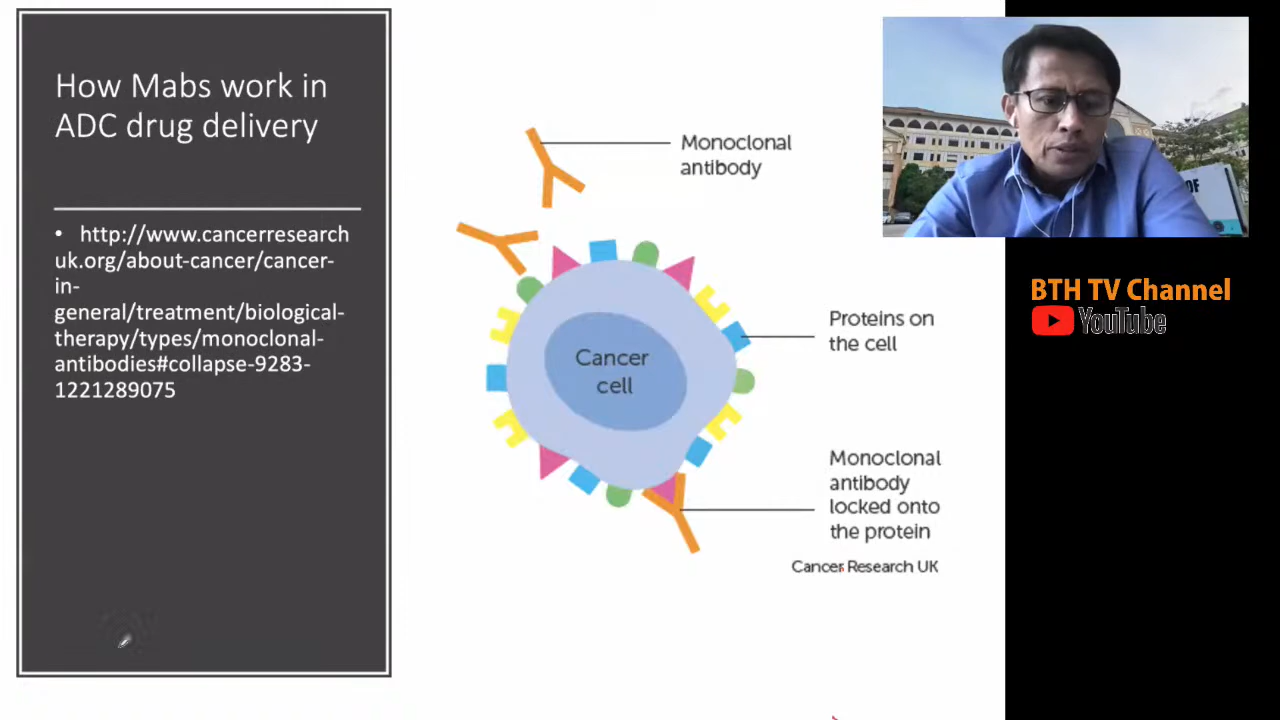 How Mabs work in
ADC drug delivery
• http://www.cancerresearch
uk.org/about-cancer/cancer-
in-
general/treatment/biological-
therapy/types/monoclonal-
antibodies#collapse-9283-
1221289075
Monoclonal
antibody
Proteins on
the cell
Cancer
cell
Monoclonal
antibody
locked onto
the protein
Cancer Research UK
OF
BTH TV Channel
YouTube